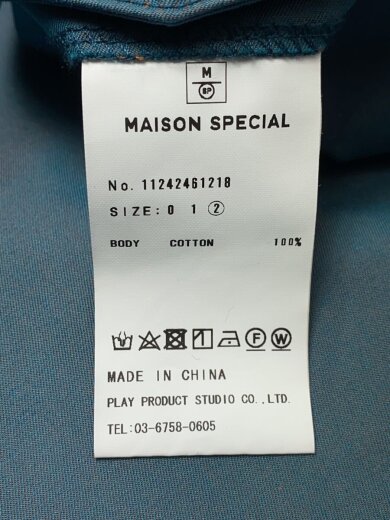 M
SP
MAISON SPECIAL
No. 11242461218
SIZE: 0 1 ②
BODY COTTON 100%
F W
MADE IN CHINA
PLAY PRODUCT STUDIO CO.,LTD.
TEL:03-6758-0605